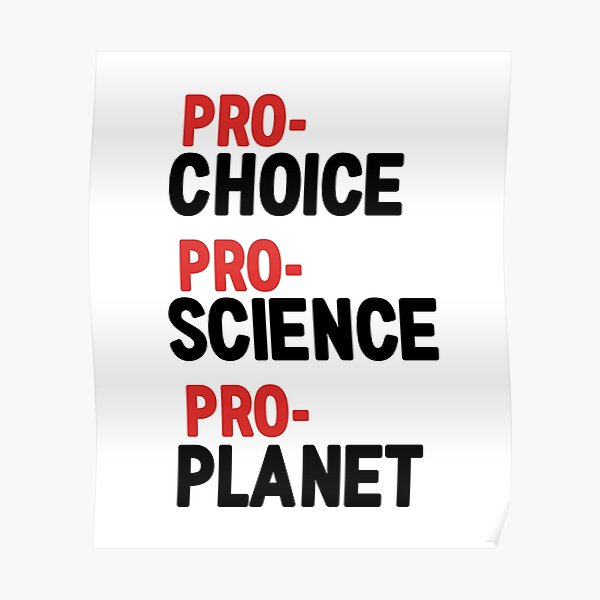 PRO-
CHOICE
PRO-
SCIENCE
PRO-
PLANET